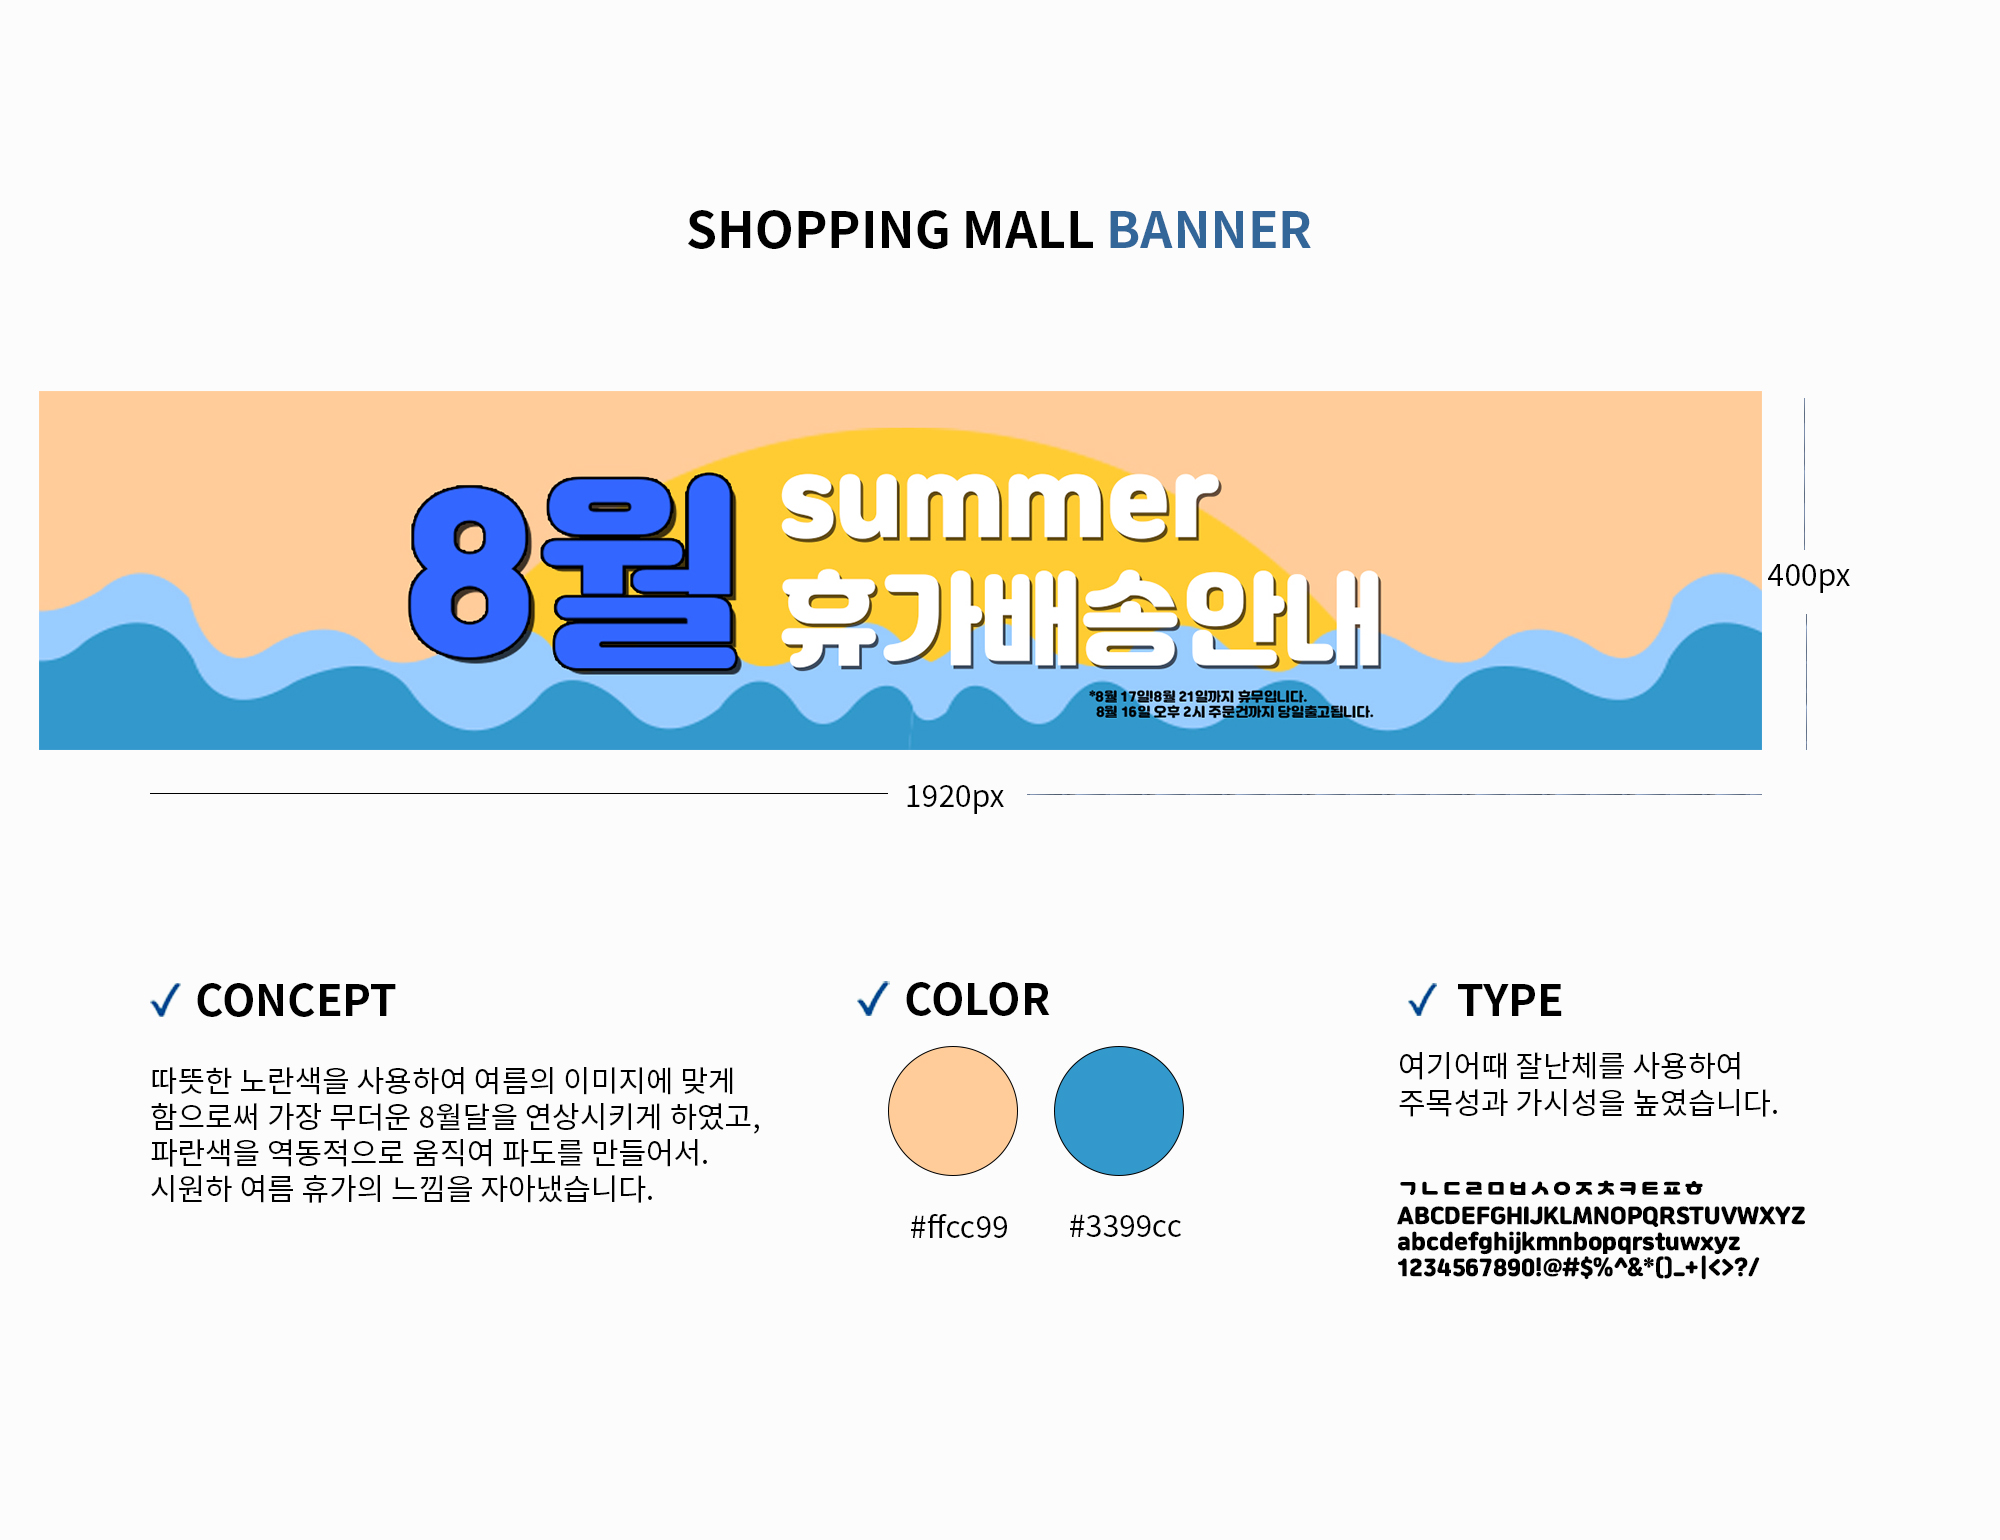 SHOPPING MALL BANNER
8월
summer
휴가배송안내
*8월 17일!8월 21일까지 휴무입니다.
8월 16일 오후 2시 주문건까지 당일출고됩니다.
400px
1920px
CONCEPT
따뜻한 노란색을 사용하여 여름의 이미지에 맞게
함으로써 가장 무더운 8월달을 연상시키게 하였고,
파란색을 역동적으로 움직여 파도를 만들어서.
시원하 여름 휴가의 느낌을 자아냈습니다.
COLOR
#ffcc99
#3399cc
TYPE
여기어때 잘난체를 사용하여
주목성과 가시성을 높였습니다.
ㄱㄴㄷㄹㅁㅂㅅㅇㅈㅊㅋㅌㅍㅎ
ABCDEFGHIJKLMNOPQRSTUVWXYZ
abcdefghijkmnbopqrstuwxyz
1234567890!@#$%^&*()_+|<>?/